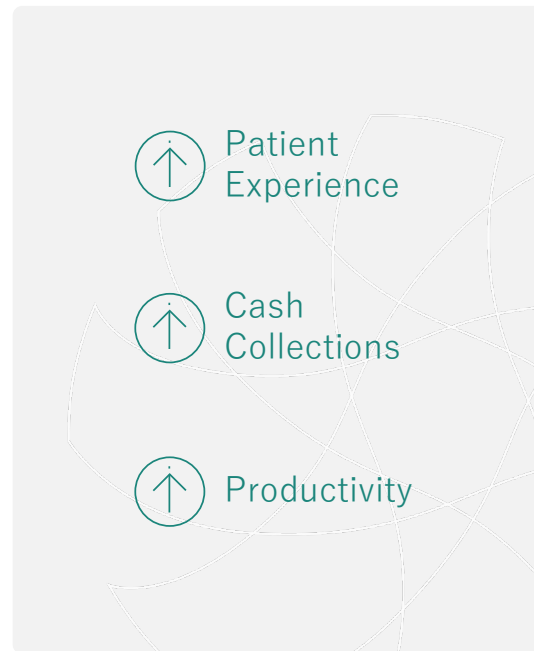 Patient
Experience
Cash
Collections
Productivity